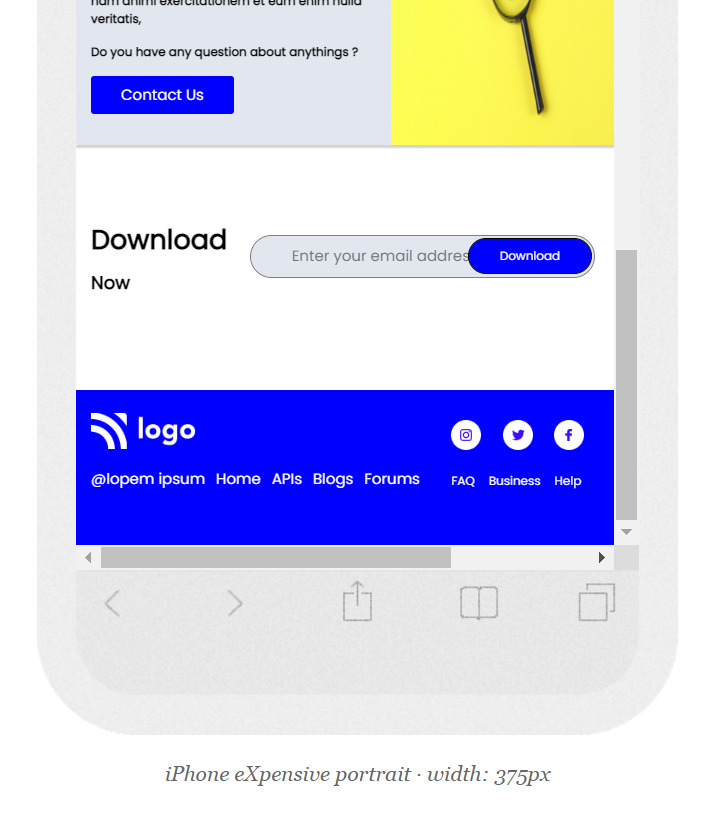 nam animi exercitationem et eum enim nulla
veritatis,
Do you have any question about anythings ?
Contact Us
Download
Now
Enter your email addres
Download
logo
@lopem ipsum Home APIs Blogs Forums
FAQ Business Help
iPhone eXpensive portrait · width: 375px